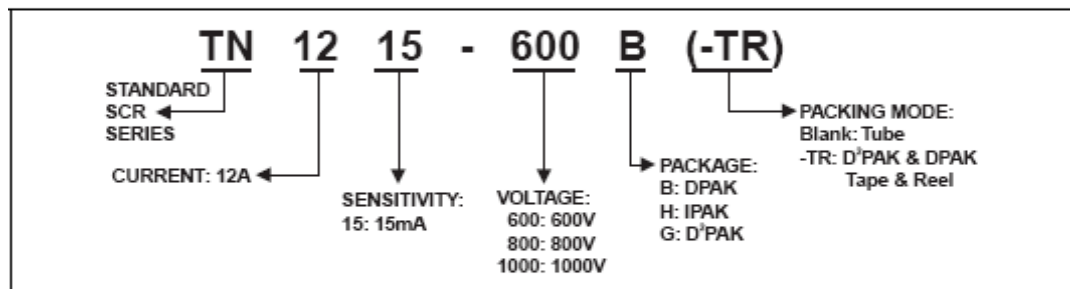 TN 12 15 - 600 B (-TR)
STANDARD
SCR
SERIES
CURRENT: 12A
SENSITIVITY:
15: 15mA
VOLTAGE:
600: 600V
800: 800V
1000: 1000V
PACKAGE:
B: DPAK
H: IPAK
G: D²PAK
PACKING MODE:
Blank: Tube
-TR: D²PAK & DPAK
Tape & Reel